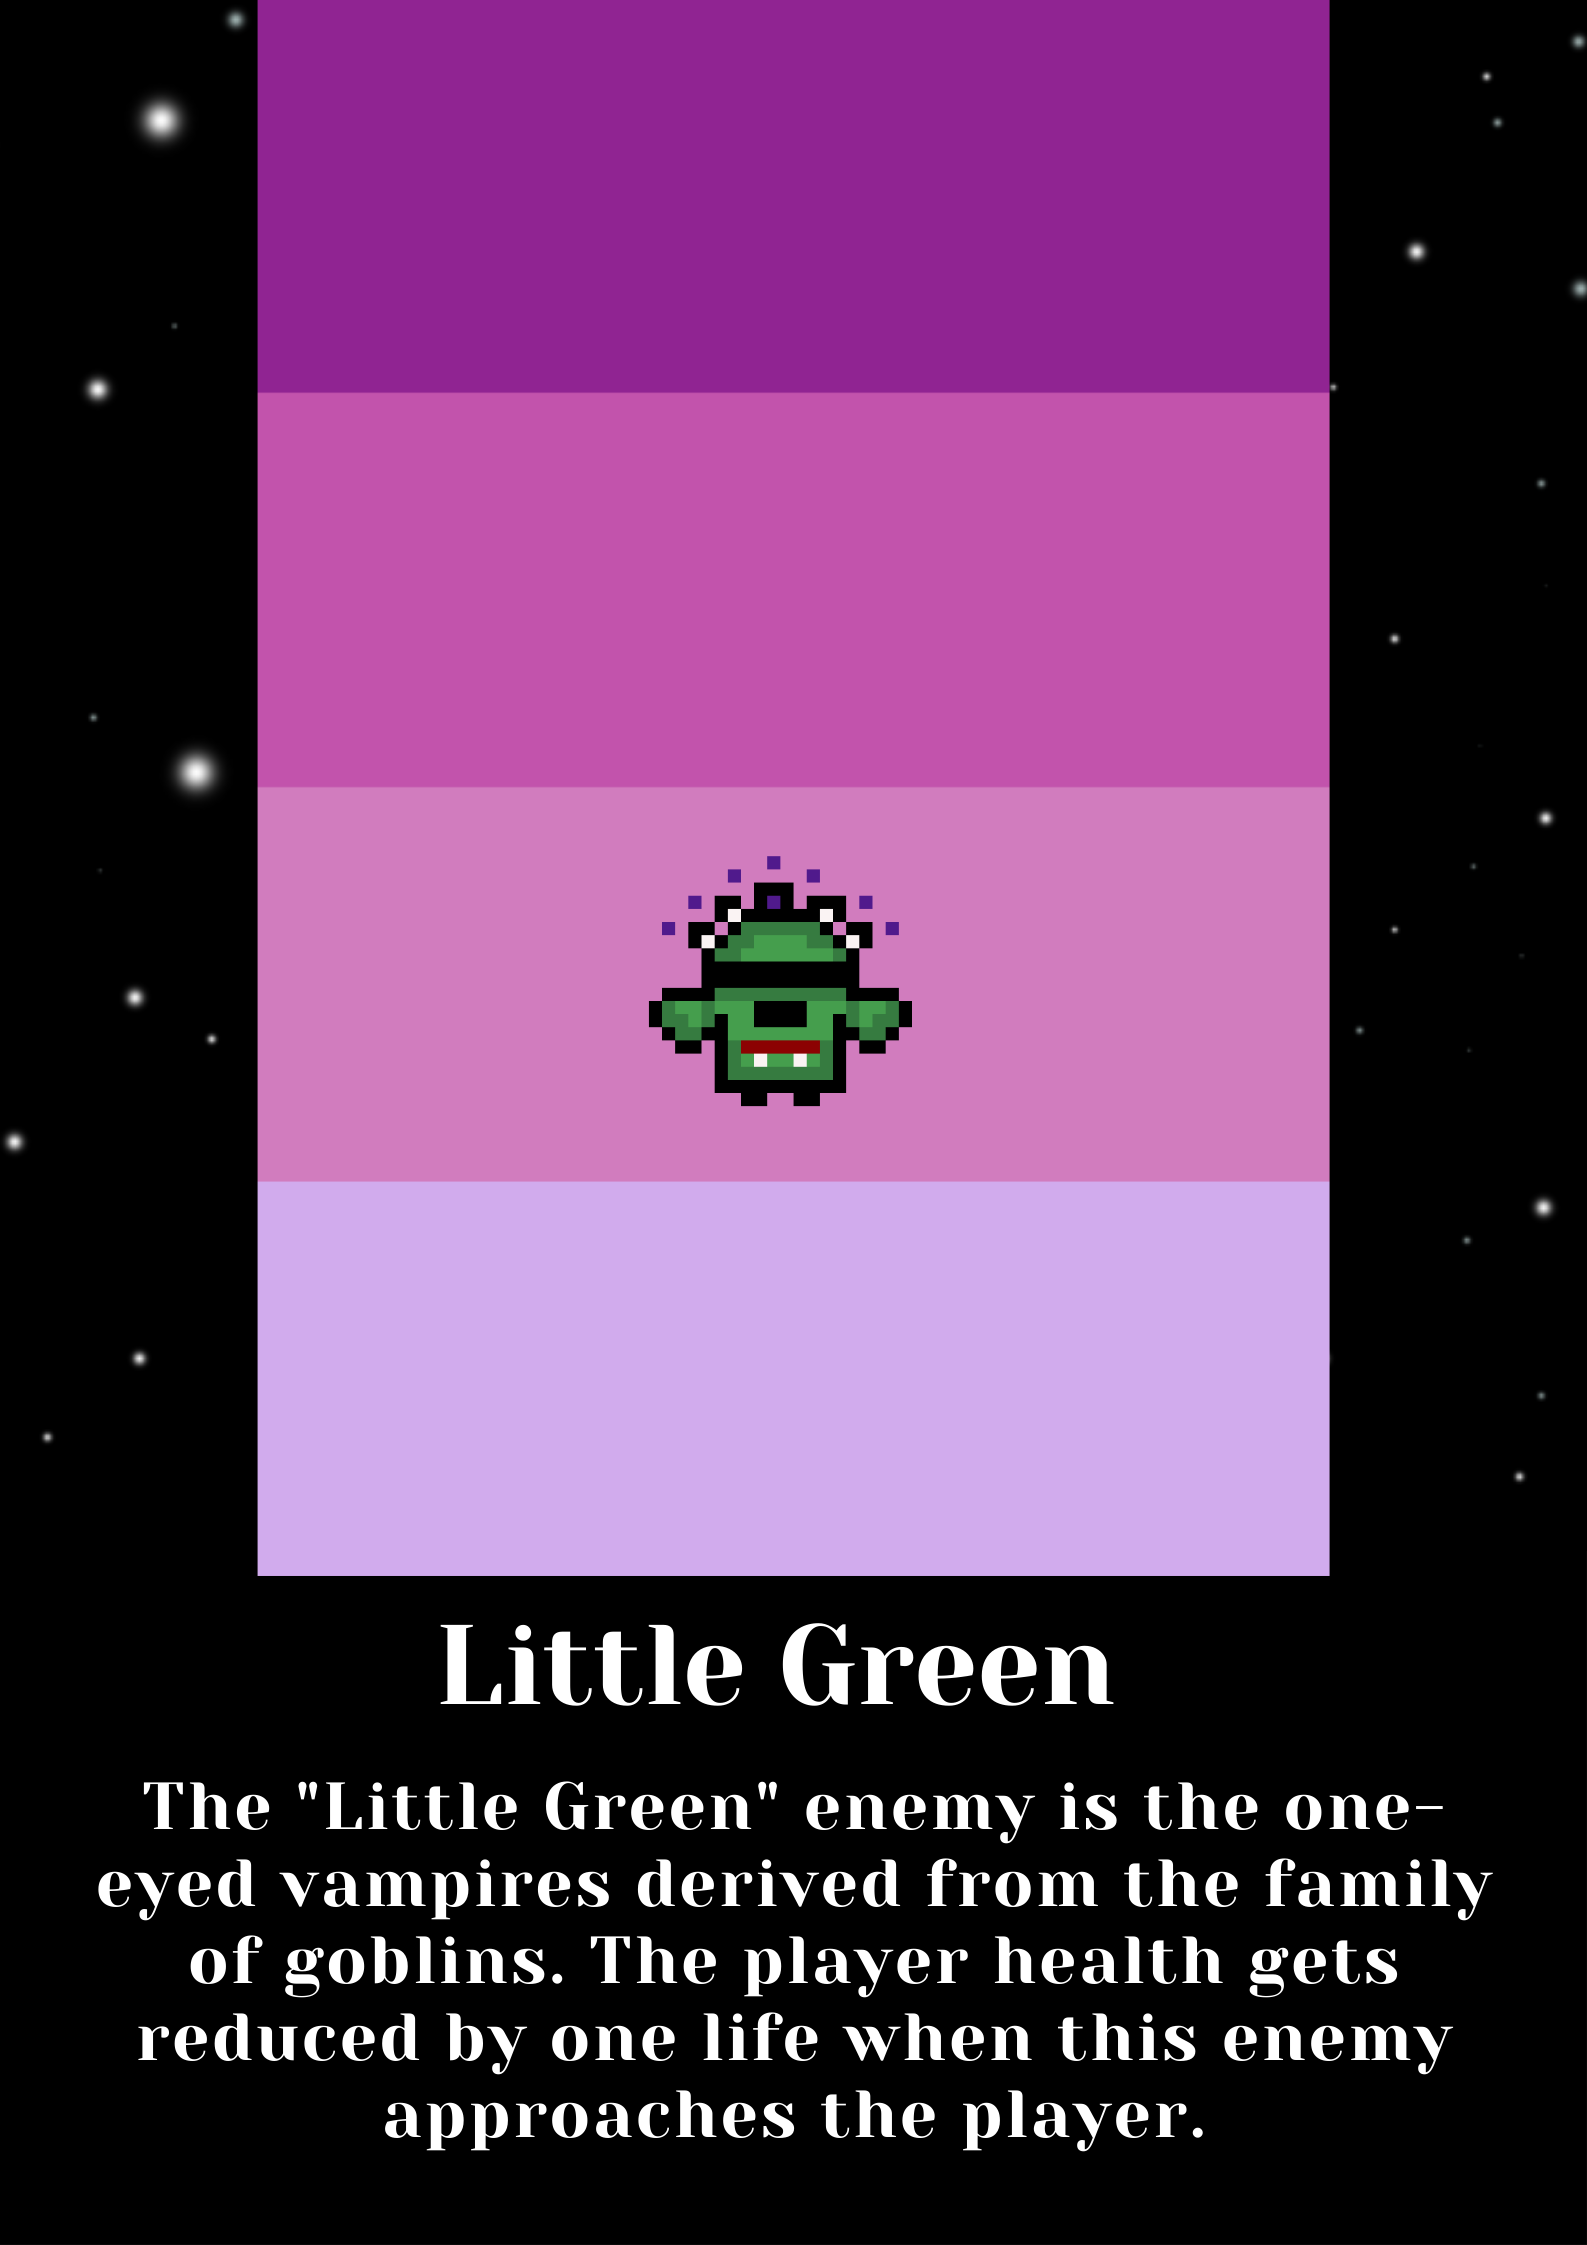 Little Green
The "Little Green" enemy is the one-
eyed vampires derived from the family
of goblins. The player health gets
reduced by one life when this enemy
approaches the player.